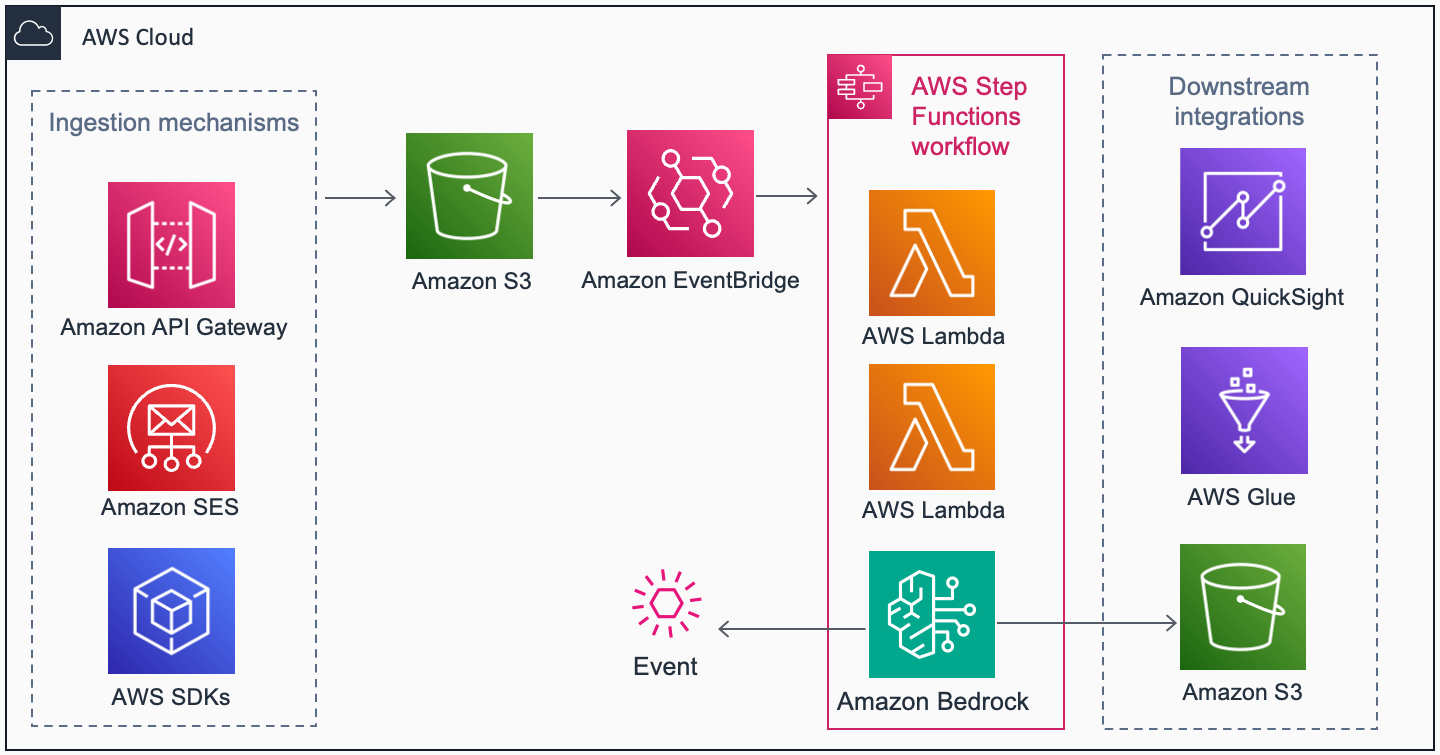 AWS Cloud
Ingestion mechanisms
Amazon API Gateway
Amazon SES
AWS SDKs
Amazon S3
Amazon EventBridge
Event
AWS Step
Functions
workflow
AWS Lambda
AWS Lambda
Amazon Bedrock
Downstream
integrations
Amazon QuickSight
AWS Glue
Amazon S3